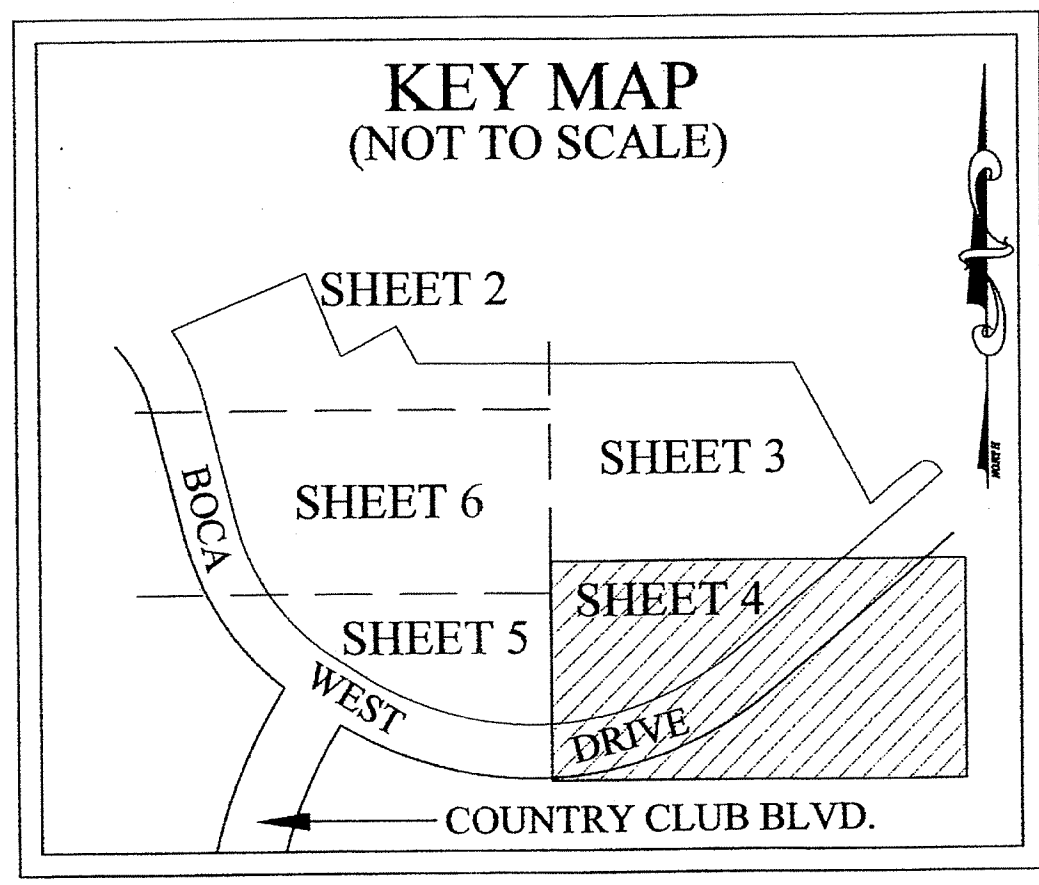 KEY MAP
(NOT TO SCALE)
SHEET 2
SHEET 3
SHEET 6
SHEET 4
SHEET 5
BOCA
WEST
DRIVE
COUNTRY CLUB BLVD.
NORTH